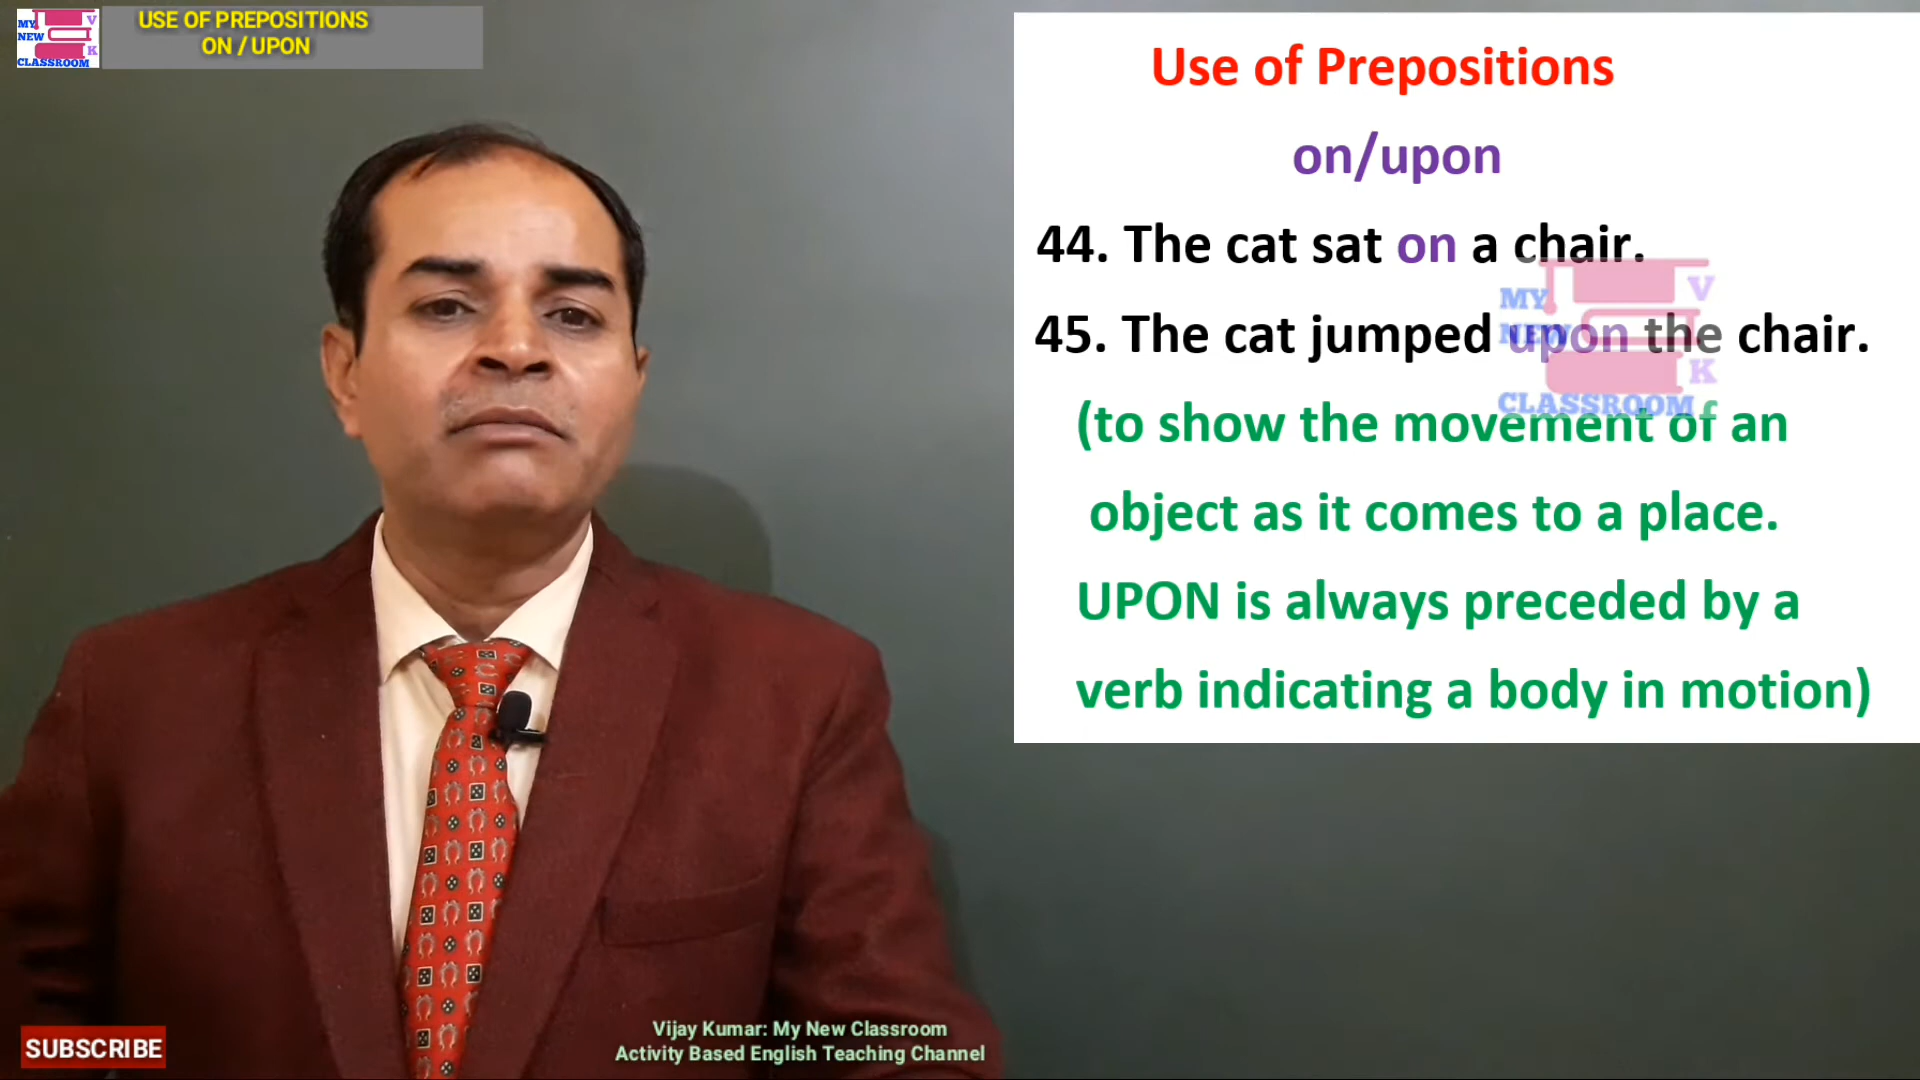 MY
NEW
CLASSROOM
V
K
USE OF PREPOSITIONS
ON / UPON
Use of Prepositions
on/upon
44. The cat sat on a chair.
45. The cat jumped upon the chair.
(to show the movement of an
object as it comes to a place.
UPON is always preceded by a
verb indicating a body in motion)
MY
NEW
CLASSROOM
V
K
SUBSCRIBE
Vijay Kumar: My New Classroom
Activity Based English Teaching Channel